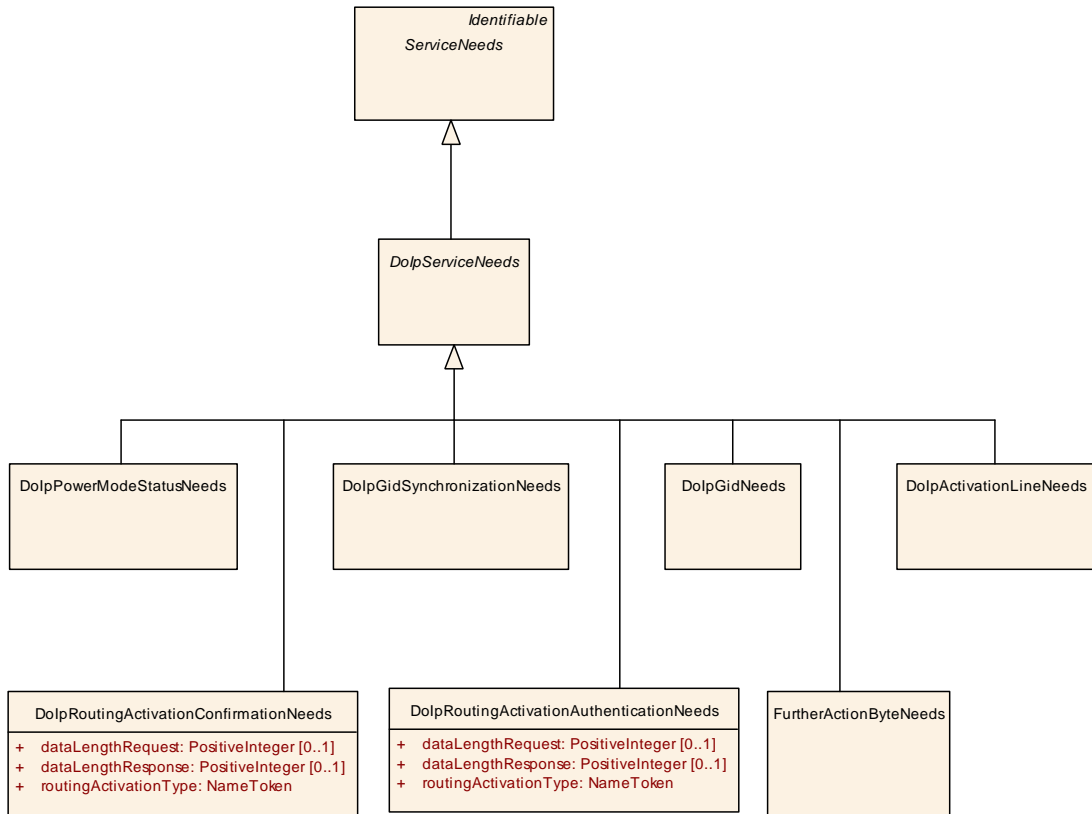 Identifiable
ServiceNeeds
DoIpServiceNeeds
DoIpPowerModeStatusNeeds
DoIpGidSynchronizationNeeds
DoIpGidNeeds
DoIpActivationLineNeeds
DoIpRoutingActivationConfirmationNeeds
+ dataLengthRequest: PositiveInteger [0..1]
+ dataLengthResponse: PositiveInteger [0..1]
+ routingActivationType: NameToken
DoIpRoutingActivationAuthenticationNeeds
+ dataLengthRequest: PositiveInteger [0..1]
+ dataLengthResponse: PositiveInteger [0..1]
+ routingActivationType: NameToken
FurtherActionByteNeeds